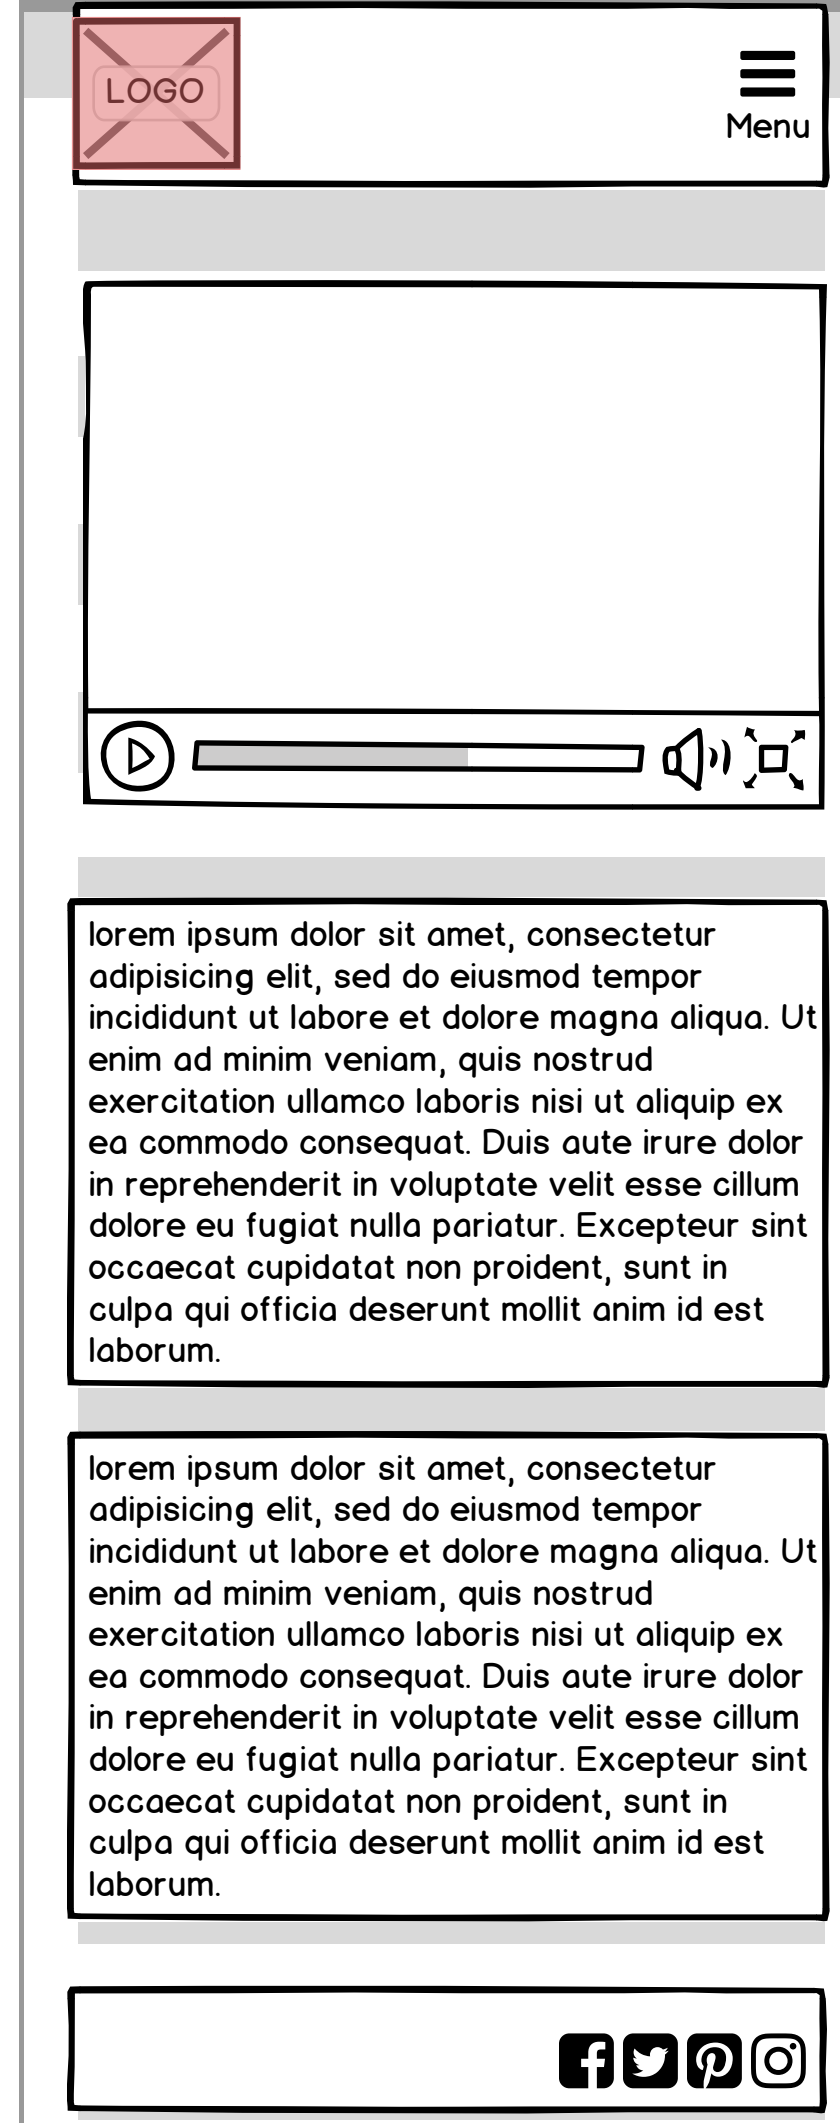 LOGO
Menu
lorem ipsum dolor sit amet, consectetur
adipisicing elit, sed do eiusmod tempor
incididunt ut labore et dolore magna aliqua. Ut
enim ad minim veniam, quis nostrud
exercitation ullamco laboris nisi ut aliquip ex
ea commodo consequat. Duis aute irure dolor
in reprehenderit in voluptate velit esse cillum
dolore eu fugiat nulla pariatur. Excepteur sint
occaecat cupidatat non proident, sunt in
culpa qui officia deserunt mollit anim id est
laborum.
lorem ipsum dolor sit amet, consectetur
adipisicing elit, sed do eiusmod tempor
incididunt ut labore et dolore magna aliqua. Ut
enim ad minim veniam, quis nostrud
exercitation ullamco laboris nisi ut aliquip ex
ea commodo consequat. Duis aute irure dolor
in reprehenderit in voluptate velit esse cillum
dolore eu fugiat nulla pariatur. Excepteur sint
occaecat cupidatat non proident, sunt in
culpa qui officia deserunt mollit anim id est
laborum.